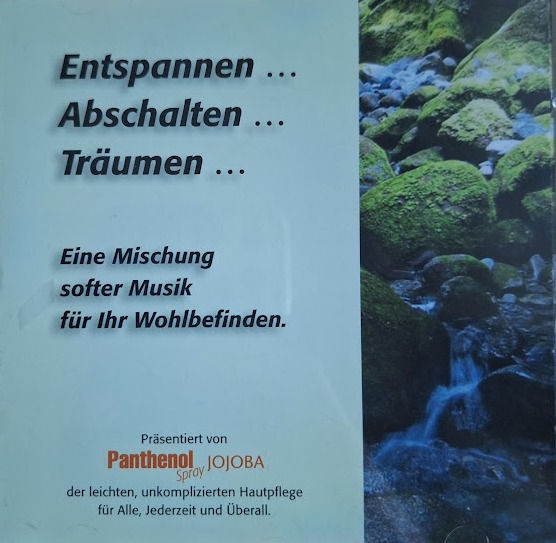 Entspannen ...
Abschalten ...
Träumen ...
Eine Mischung
softer Musik
für Ihr Wohlbefinden.
Präsentiert von
Panthenol
Spray JOJOBA
der leichten, unkomplizierten Hautpflege
für Alle, Jederzeit und Überall.